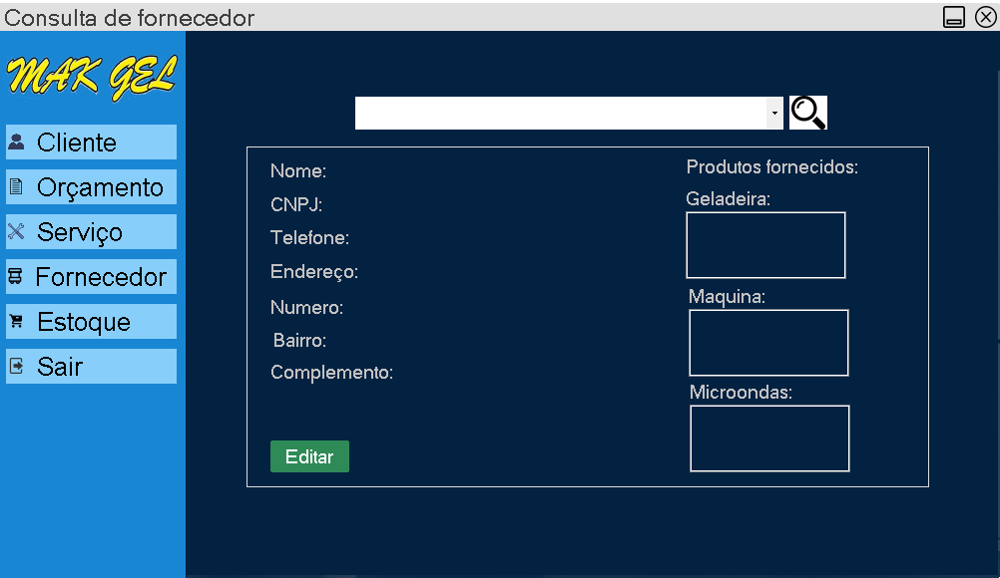 Consulta de fornecedor
MAK GEL
Cliente
Orçamento
Serviço
Fornecedor
Estoque
Sair
Nome:
CNPJ:
Telefone:
Endereço:
Numero:
Bairro:
Complemento:
Editar
Produtos fornecidos:
Geladeira:
Maquina:
Microondas: